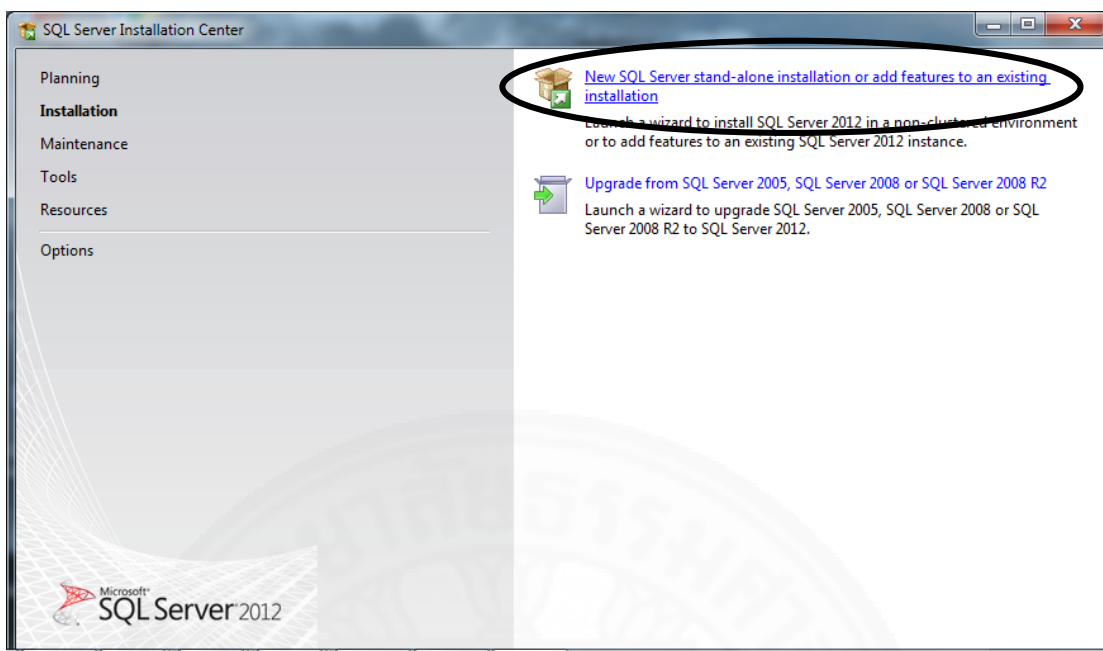 SQL Server Installation Center
Planning
Installation
Maintenance
Tools
Resources
Options
New SQL Server stand-alone installation or add features to an existing
installation
Launch a wizard to install SQL Server 2012 in a non-clustered environment
or to add features to an existing SQL Server 2012 instance.
Upgrade from SQL Server 2005, SQL Server 2008 or SQL Server 2008 R2
Launch a wizard to upgrade SQL Server 2005, SQL Server 2008 or SQL
Server 2008 R2 to SQL Server 2012.
Microsoft
SQL Server 2012